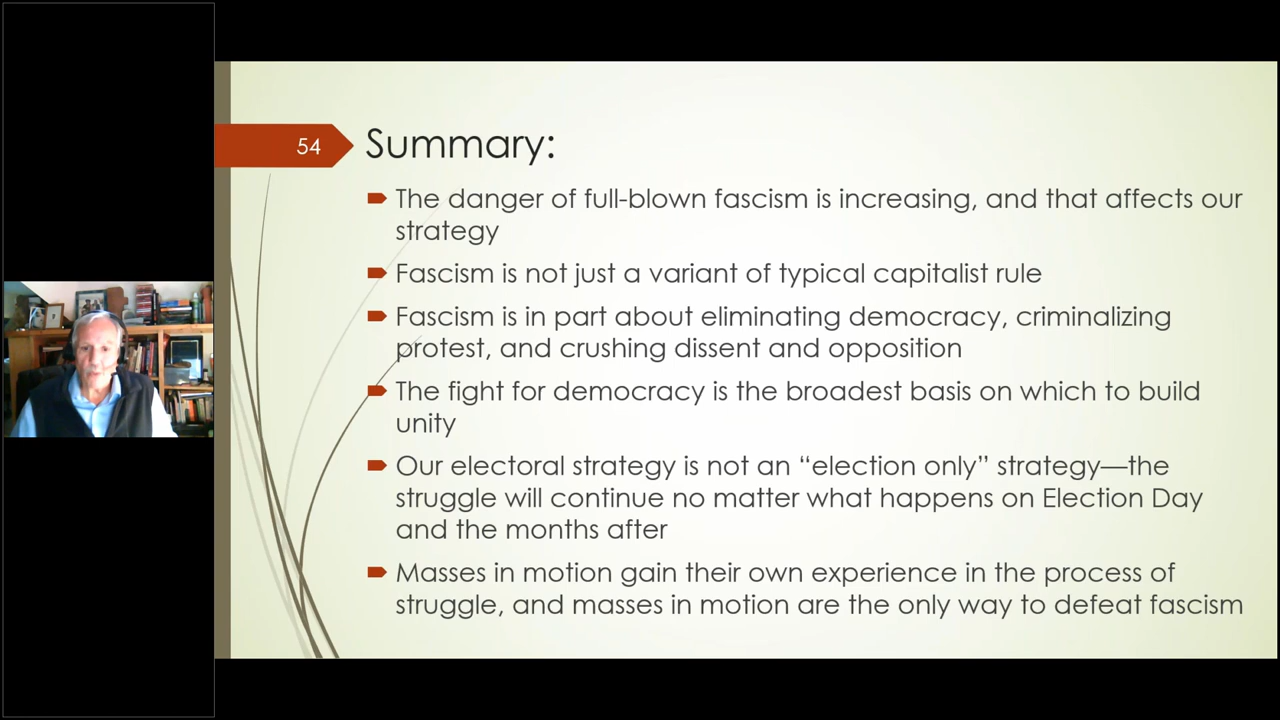 54
Summary:
The danger of full-blown fascism is increasing, and that affects our
strategy
Fascism is not just a variant of typical capitalist rule
Fascism is in part about eliminating democracy, criminalizing
protest, and crushing dissent and opposition
The fight for democracy is the broadest basis on which to build
unity
Our electoral strategy is not an “election only” strategy—the
struggle will continue no matter what happens on Election Day
and the months after
Masses in motion gain their own experience in the process of
struggle, and masses in motion are the only way to defeat fascism